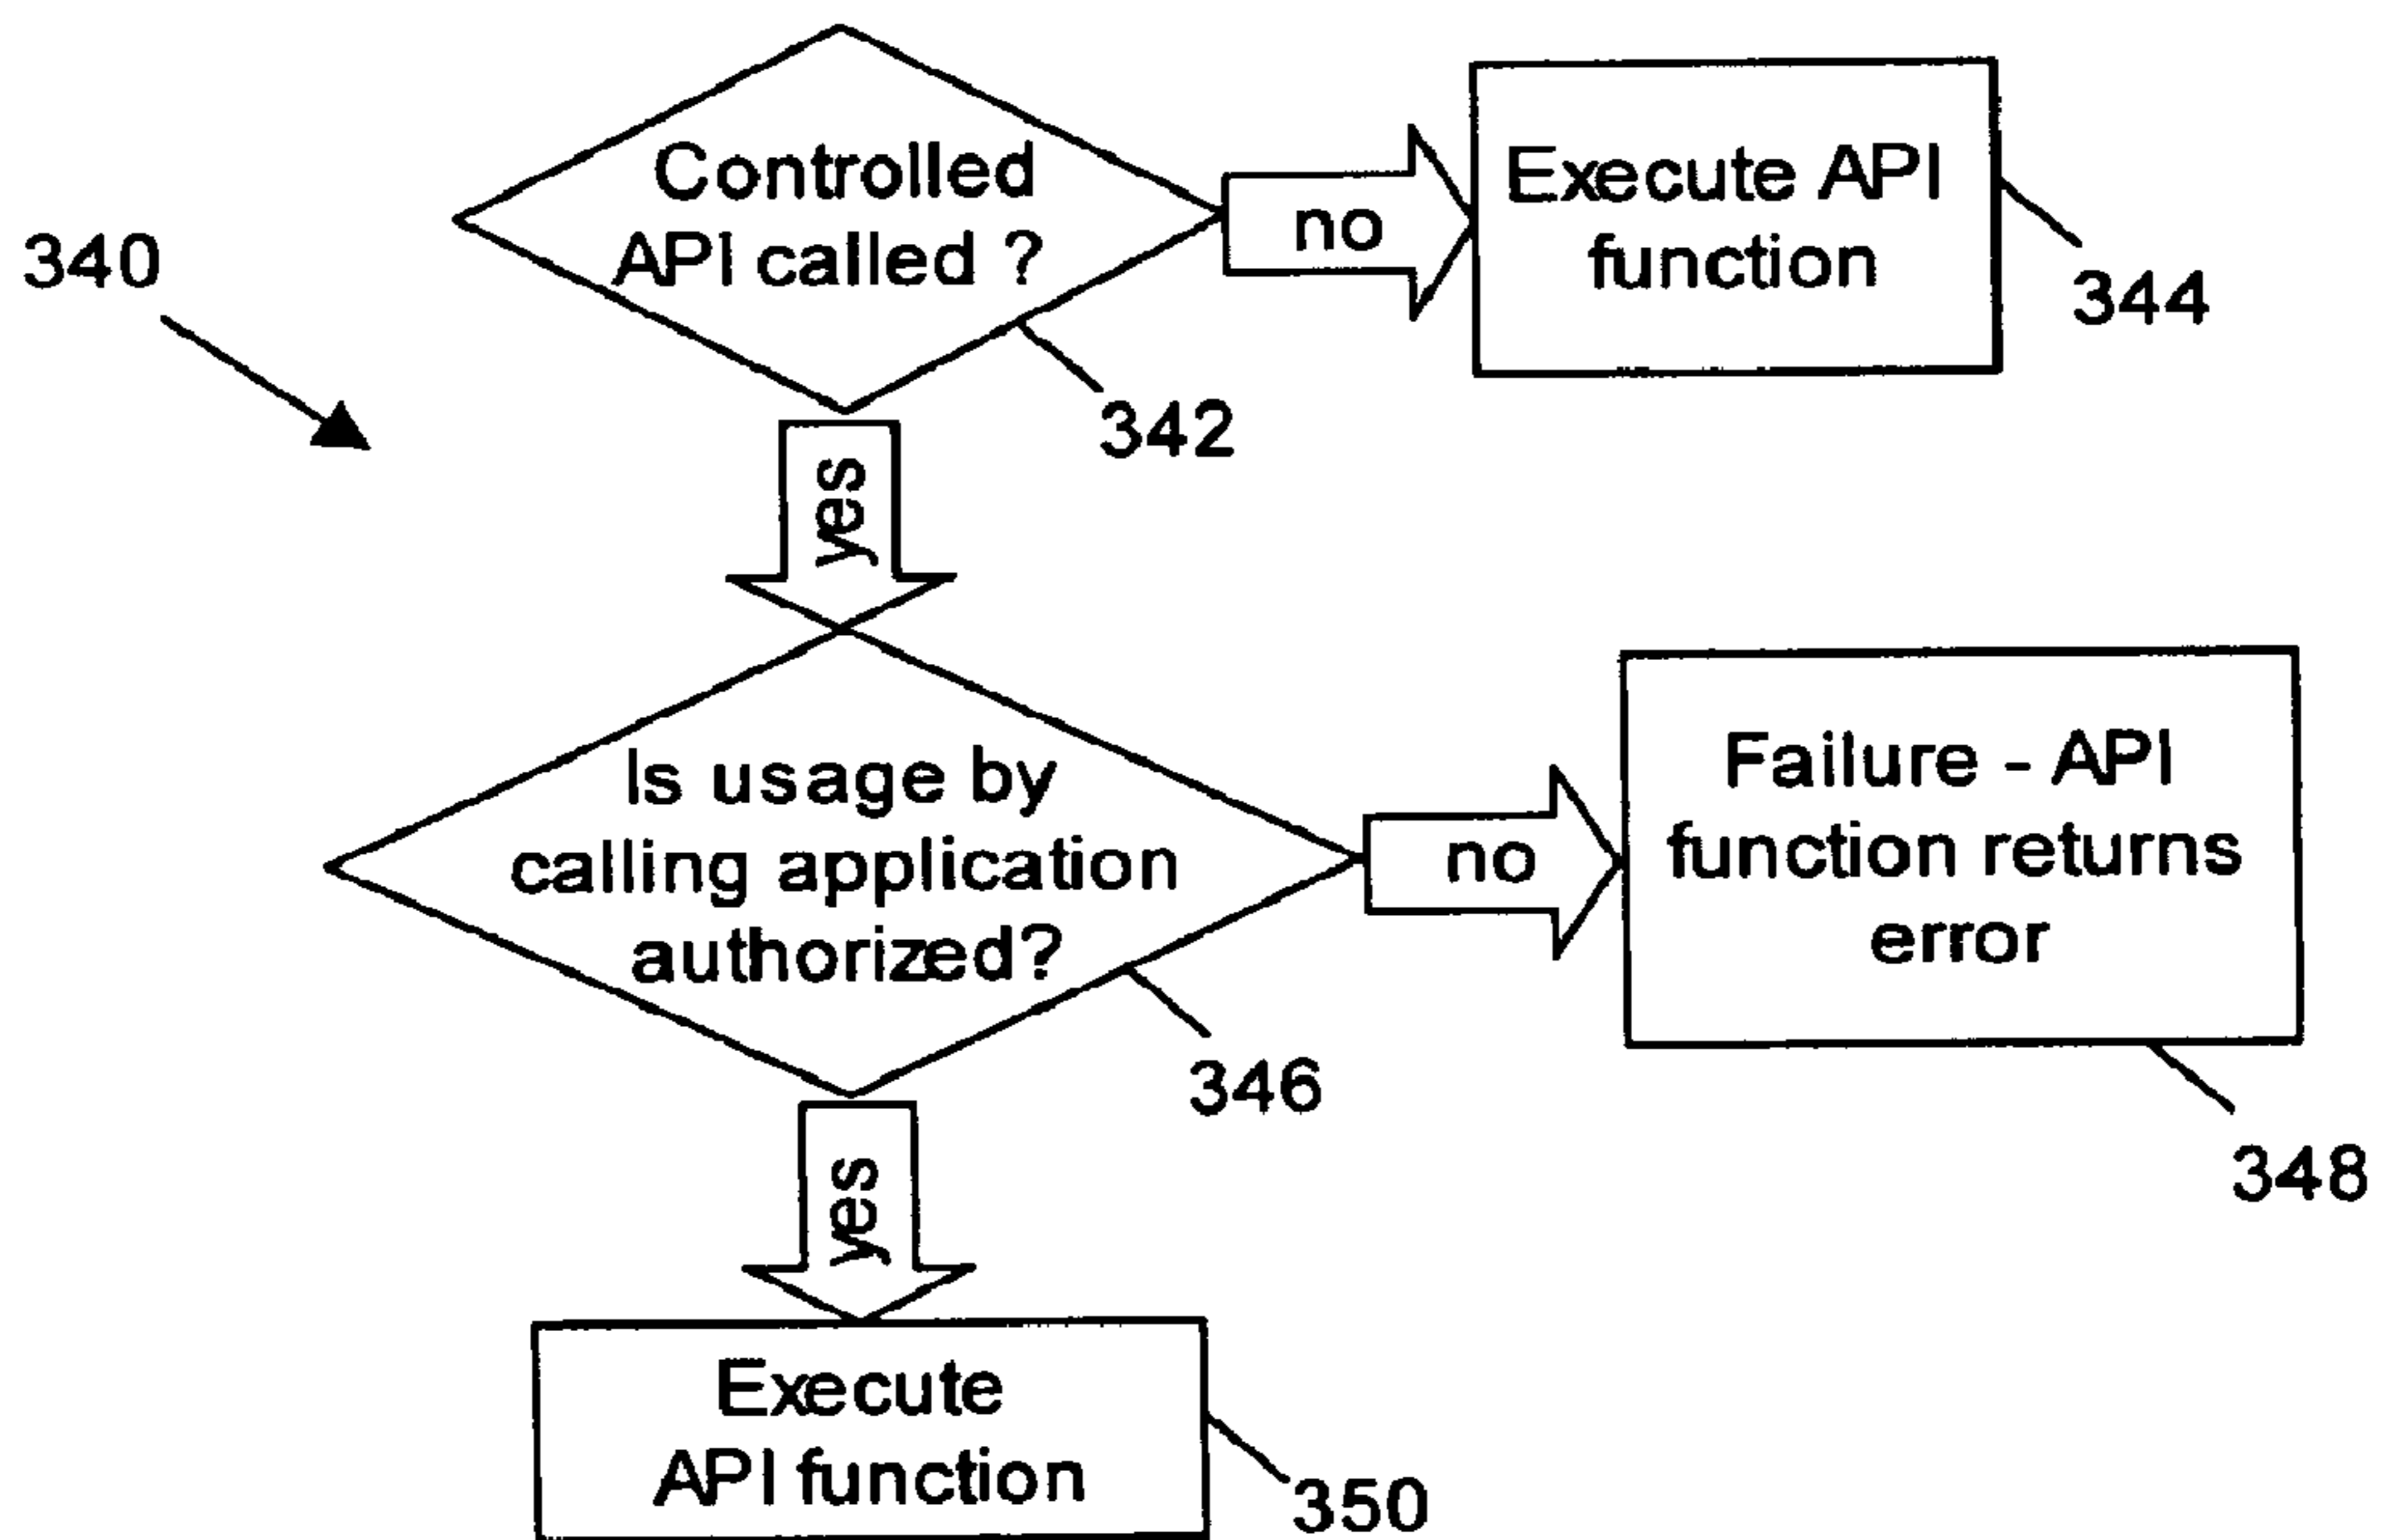 Controlled
API called ?
no
Execute API
function
340
344
342
yes
Is usage by
calling application
authorized?
no
Failure - API
function returns
error
346
348
yes
Execute
API function
350